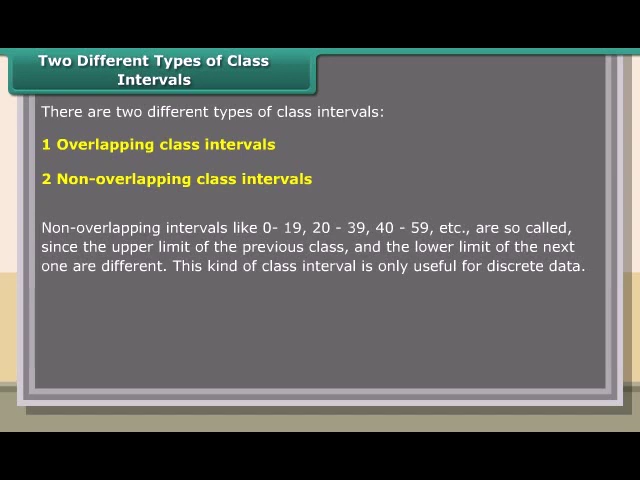 Two Different Types of Class
Intervals
There are two different types of class intervals:
1 Overlapping class intervals
2 Non-overlapping class intervals
Non-overlapping intervals like 0- 19, 20 - 39, 40 - 59, etc., are so called,
since the upper limit of the previous class, and the lower limit of the next
one are different. This kind of class interval is only useful for discrete data.